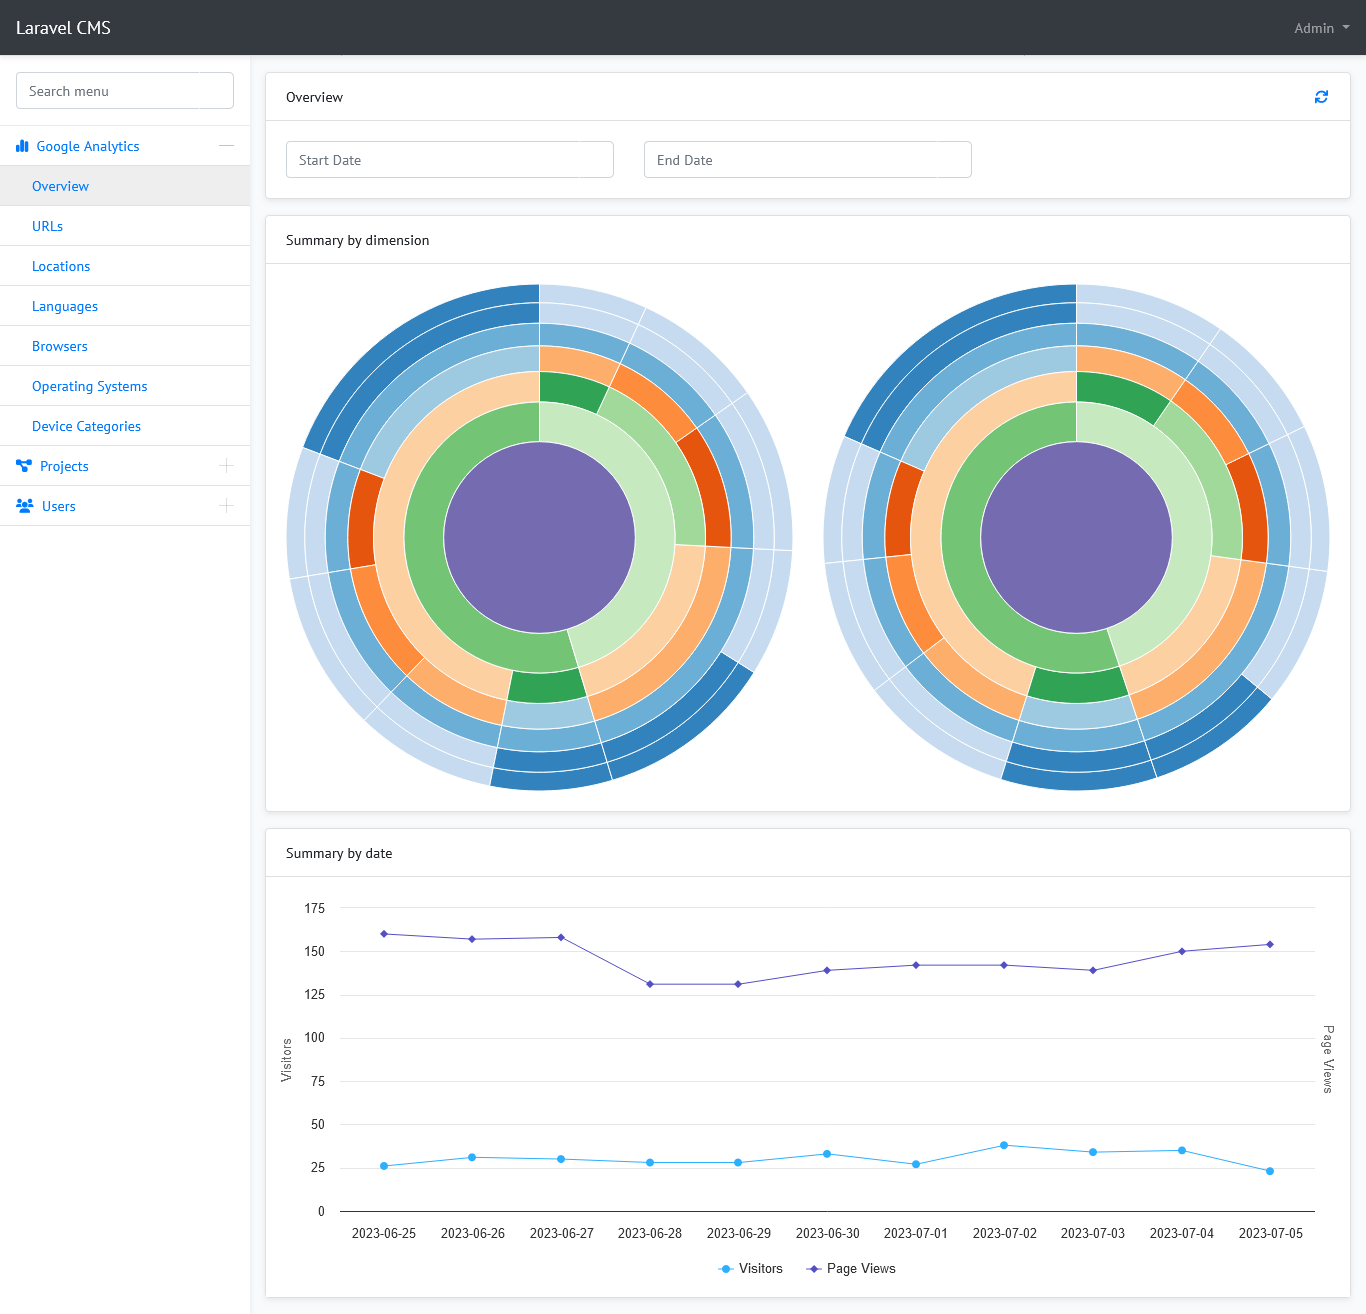 Laravel CMS
Admin
Search menu
Google Analytics
Overview
URLs
Locations
Languages
Browsers
Operating Systems
Device Categories
Projects
Users
Overview
Start Date
End Date
Summary by dimension
Summary by date
175
150
125
100
75
50
25
0
Visitors
Page Views
2023-06-25
2023-06-26
2023-06-27
2023-06-28
2023-06-29
2023-06-30
2023-07-01
2023-07-02
2023-07-03
2023-07-04
2023-07-05
Visitors
Page Views